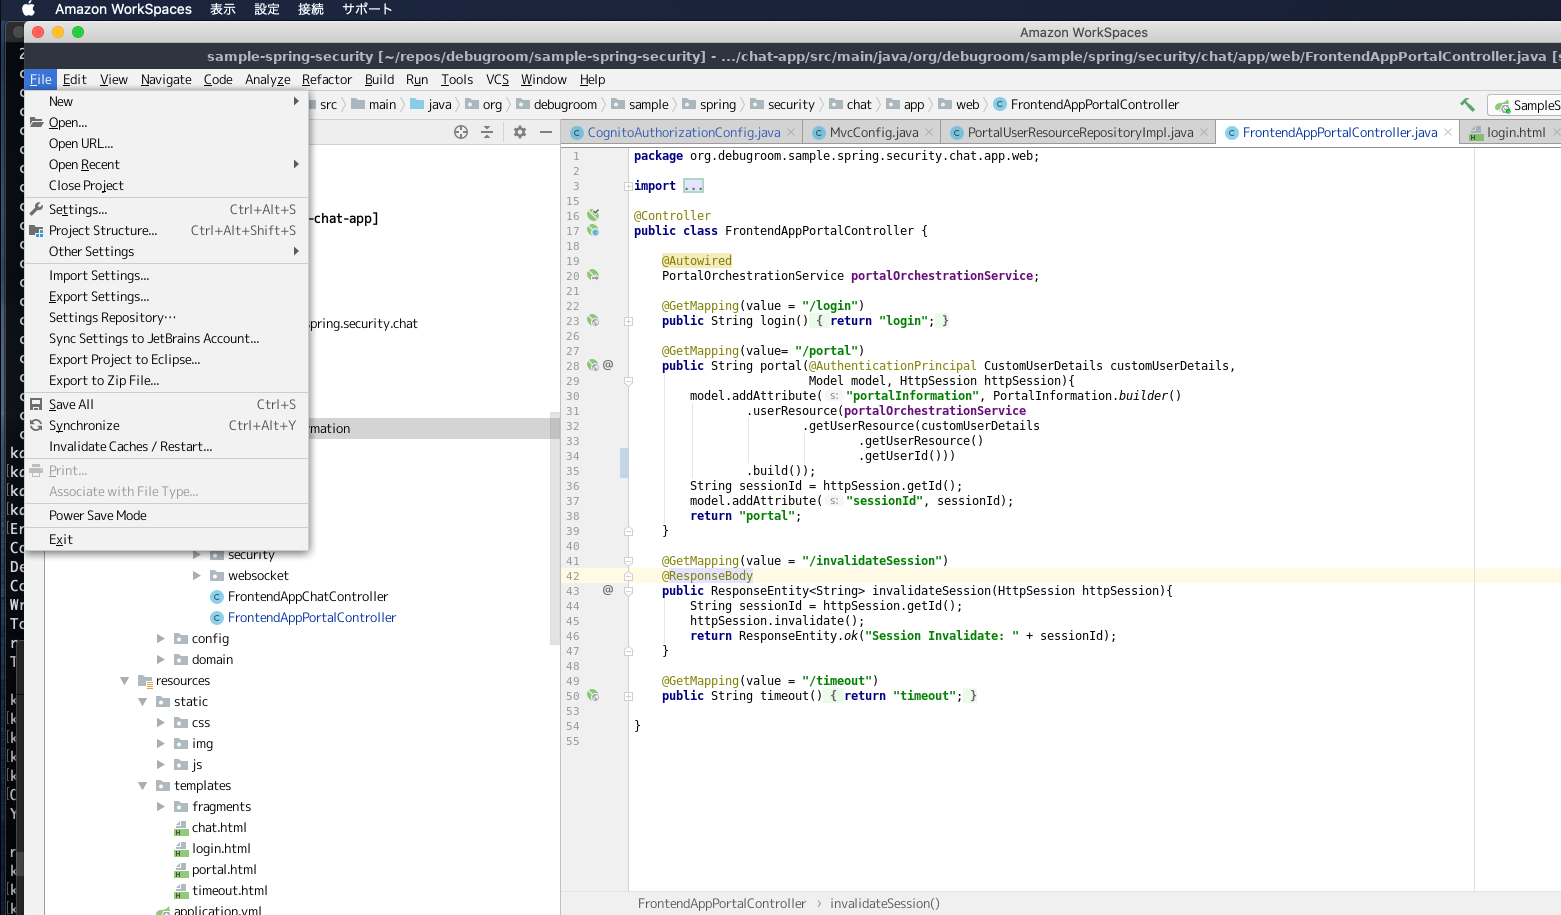 Amazon WorkSpaces 表示 設定 接続 サポート
Amazon WorkSpaces
sample-spring-security [~/repos/debugroom/sample-spring-security] - .../chat-app/src/main/java/org/debugroom/sample/spring/security/chat/app/web/FrontendAppPortalController.java [s
File Edit View Navigate Code Analyze Refactor Build Run Tools VCS Window Help
src main java org debugroom sample spring security chat app web FrontendAppPortalController
SampleS
CognitoAuthorizationConfig.java MvcConfig.java PortalUserResourceRepositoryImpl.java FrontendAppPortalController.java login.html
New
Open...
Open URL...
Open Recent
Close Project
Settings... Ctrl+Alt+S
Project Structure... Ctrl+Alt+Shift+S
Other Settings
Import Settings...
Export Settings...
Settings Repository...
Sync Settings to JetBrains Account...
Export Project to Eclipse...
Export to Zip File...
Save All Ctrl+S
Synchronize Ctrl+Alt+Y
Invalidate Caches / Restart...
Print...
Associate with File Type...
Power Save Mode
Exit
-chat-app]
spring.security.chat
rmation
security
websocket
FrontendAppChatController
FrontendAppPortalController
config
domain
resources
static
css
img
js
templates
fragments
chat.html
login.html
portal.html
timeout.html
application.yml
1 package org.debugroom.sample.spring.security.chat.app.web;
2
3 import ...
15
16 @Controller
17 public class FrontendAppPortalController {
18
19 @Autowired
20 PortalOrchestrationService portalOrchestrationService;
21
22 @GetMapping(value = "/login")
23 public String login() { return "login"; }
26
27 @GetMapping(value= "/portal")
28 @ public String portal(@AuthenticationPrincipal CustomUserDetails customUserDetails,
29 Model model, HttpSession httpSession){
30 model.addAttribute( s: "portalInformation", PortalInformation.builder()
31 .userResource(portalOrchestrationService
32 .getUserResource(customUserDetails
33 .getUserResource()
34 .getUserId()))
35 .build());
36 String sessionId = httpSession.getId();
37 model.addAttribute( s: "sessionId", sessionId);
38 return "portal";
39 }
40
41 @GetMapping(value = "/invalidateSession")
42 @ResponseBody
43 @ public ResponseEntity<String> invalidateSession(HttpSession httpSession){
44 String sessionId = httpSession.getId();
45 httpSession.invalidate();
46 return ResponseEntity.ok("Session Invalidate: " + sessionId);
47 }
48
49 @GetMapping(value = "/timeout")
50 public String timeout() { return "timeout"; }
53
54 }
55
FrontendAppPortalController › invalidateSession()